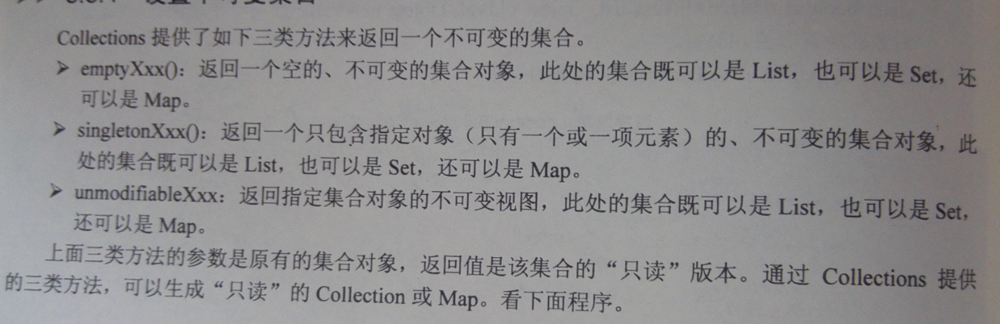 Collections 提供了如下三类方法来返回一个不可变的集合。
➢ emptyXxx()：返回一个空的、不可变的集合对象，此处的集合既可以是 List，也可以是 Set，还
可以是 Map。
➢ singletonXxx()：返回一个只包含指定对象（只有一个或一项元素）的、不可变的集合对象，此
处的集合既可以是 List，也可以是 Set，还可以是 Map。
➢ unmodifiableXxx：返回指定集合对象的不可变视图，此处的集合既可以是 List，也可以是 Set，
还可以是 Map。
上面三类方法的参数是原有的集合对象，返回值是该集合的“只读”版本。通过 Collections 提供
的三类方法，可以生成“只读”的 Collection 或 Map。看下面程序。